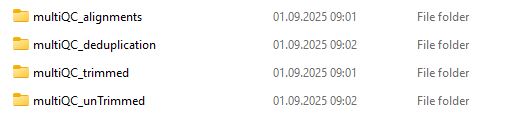 multiQC_alignments 01.09.2025 09:01 File folder
multiQC_deduplication 01.09.2025 09:02 File folder
multiQC_trimmed 01.09.2025 09:01 File folder
multiQC_unTrimmed 01.09.2025 09:02 File folder